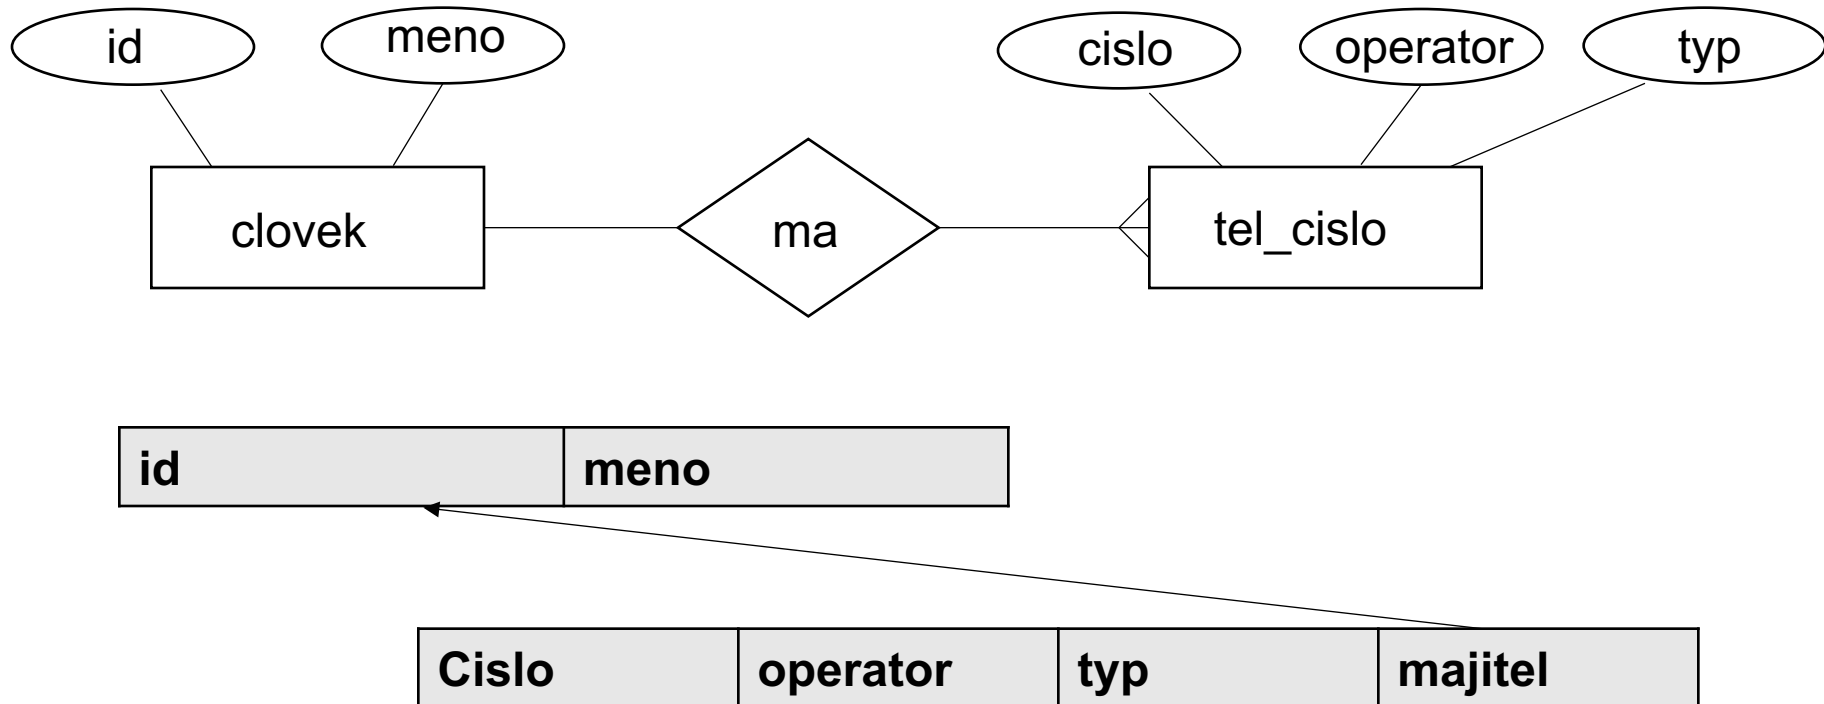 id meno cislo operator typ
clovek ma tel_cislo
id meno
Cislo operator typ majitel